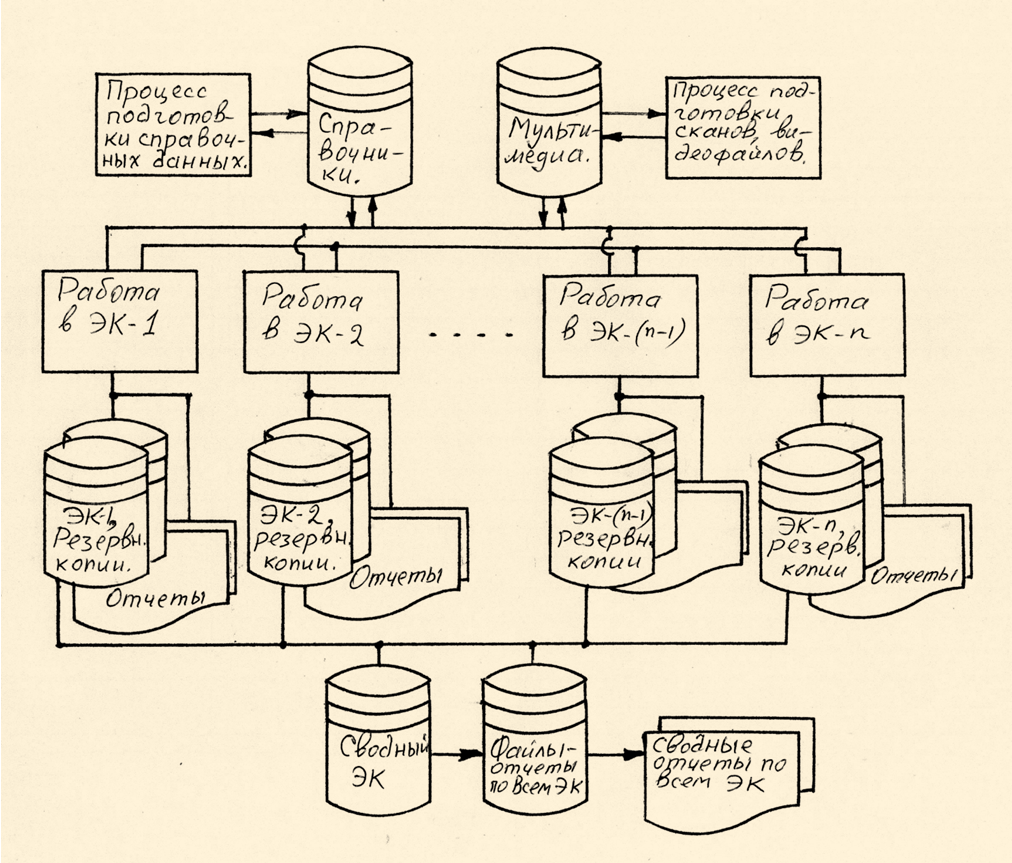 Процесс
подготов-
ки справоч-
ных данных.
Спра-
вочни-
ки.
Мульти-
медиа.
Процесс под-
готовки
сканов, ви-
деофайлов.
Работа
в ЭК-1
Работа
в ЭК-2
. . . .
Работа
в ЭК-(n-1)
Работа
в ЭК-n
ЭК-1,
Резервн.
копии.
Отчеты
ЭК-2,
резервн.
копии.
Отчеты
ЭК-(n-1)
резервн.
копии
ЭК-n,
резерв.
копии
Отчеты
Сводный
ЭК
Файлы-
отчеты
по всем ЭК
сводные
отчеты по
всем ЭК